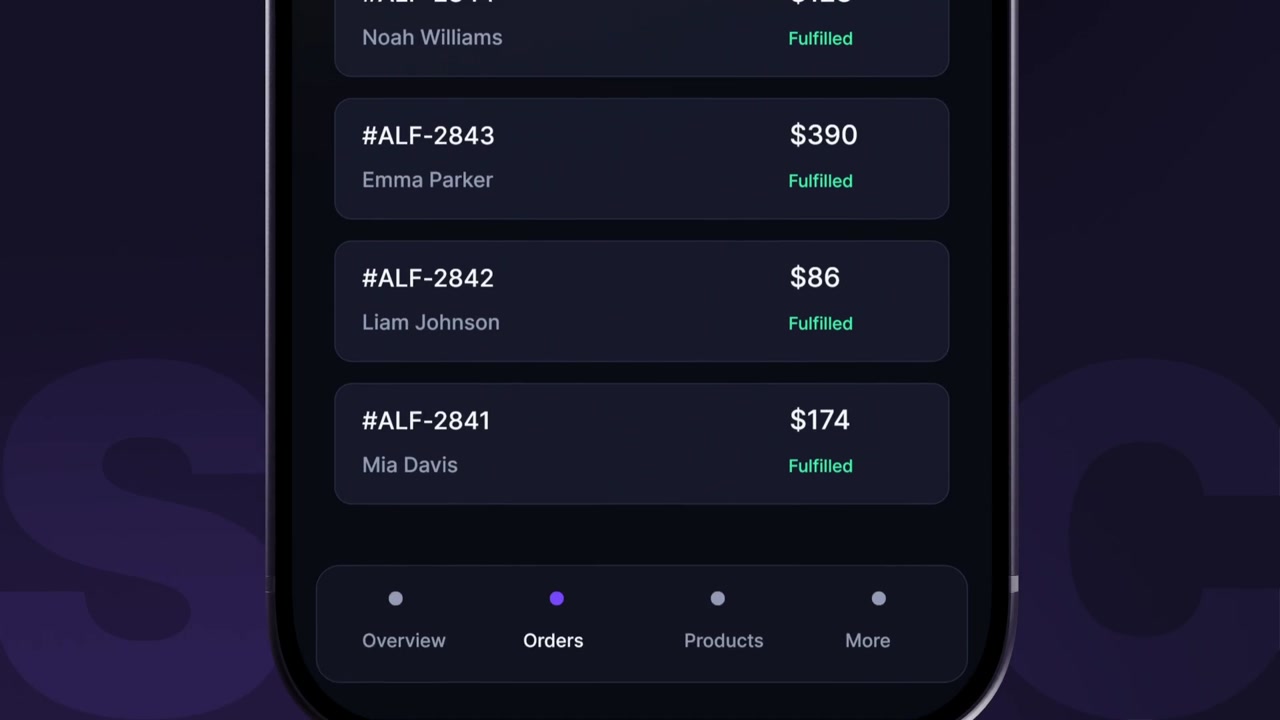 Noah Williams
Fulfilled
#ALF-2843
$390
Emma Parker
Fulfilled
#ALF-2842
$86
Liam Johnson
Fulfilled
#ALF-2841
$174
Mia Davis
Fulfilled
Overview
Orders
Products
More
S
C